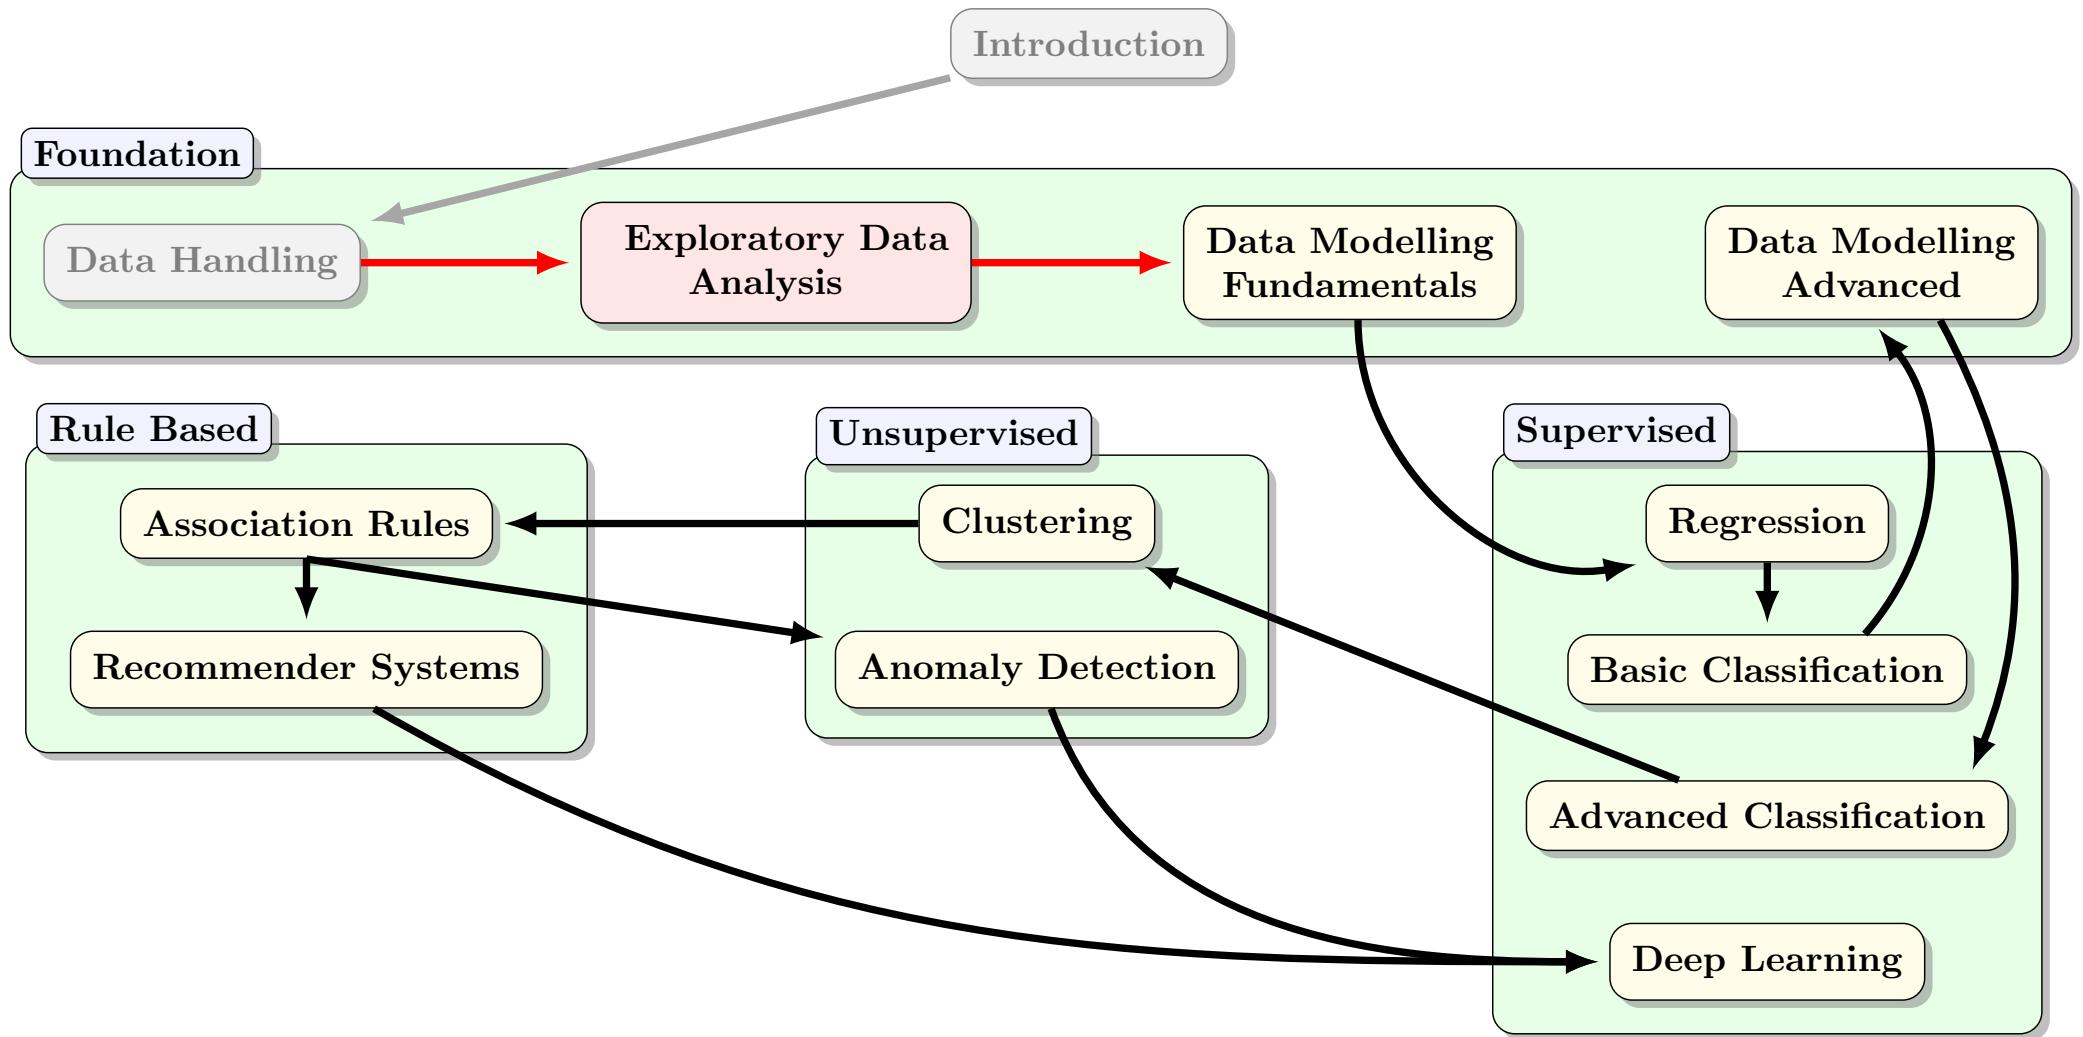 Introduction
Foundation
Data Handling
Exploratory Data
Analysis
Data Modelling
Fundamentals
Data Modelling
Advanced
Rule Based
Association Rules
Recommender Systems
Unsupervised
Clustering
Anomaly Detection
Supervised
Regression
Basic Classification
Advanced Classification
Deep Learning